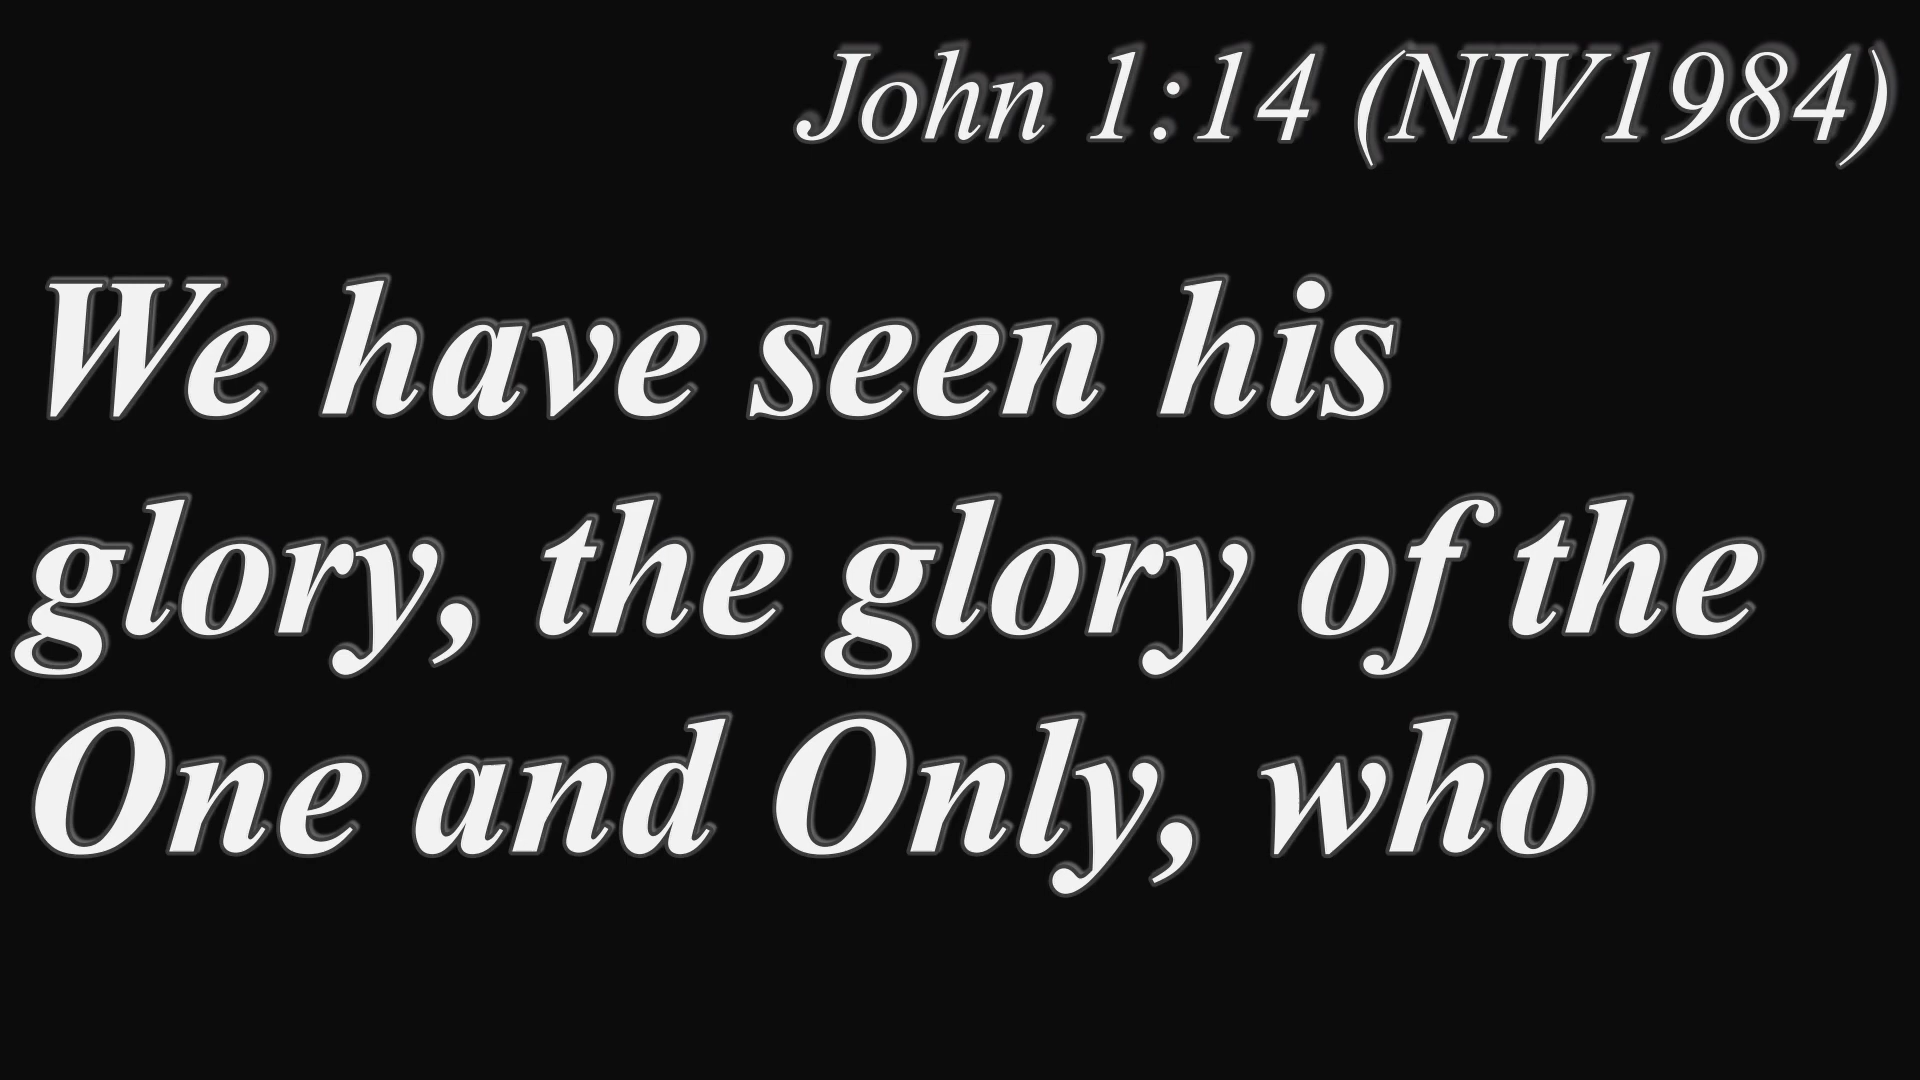 John 1:14 (NIV1984)
We have seen his
glory, the glory of the
One and Only, who